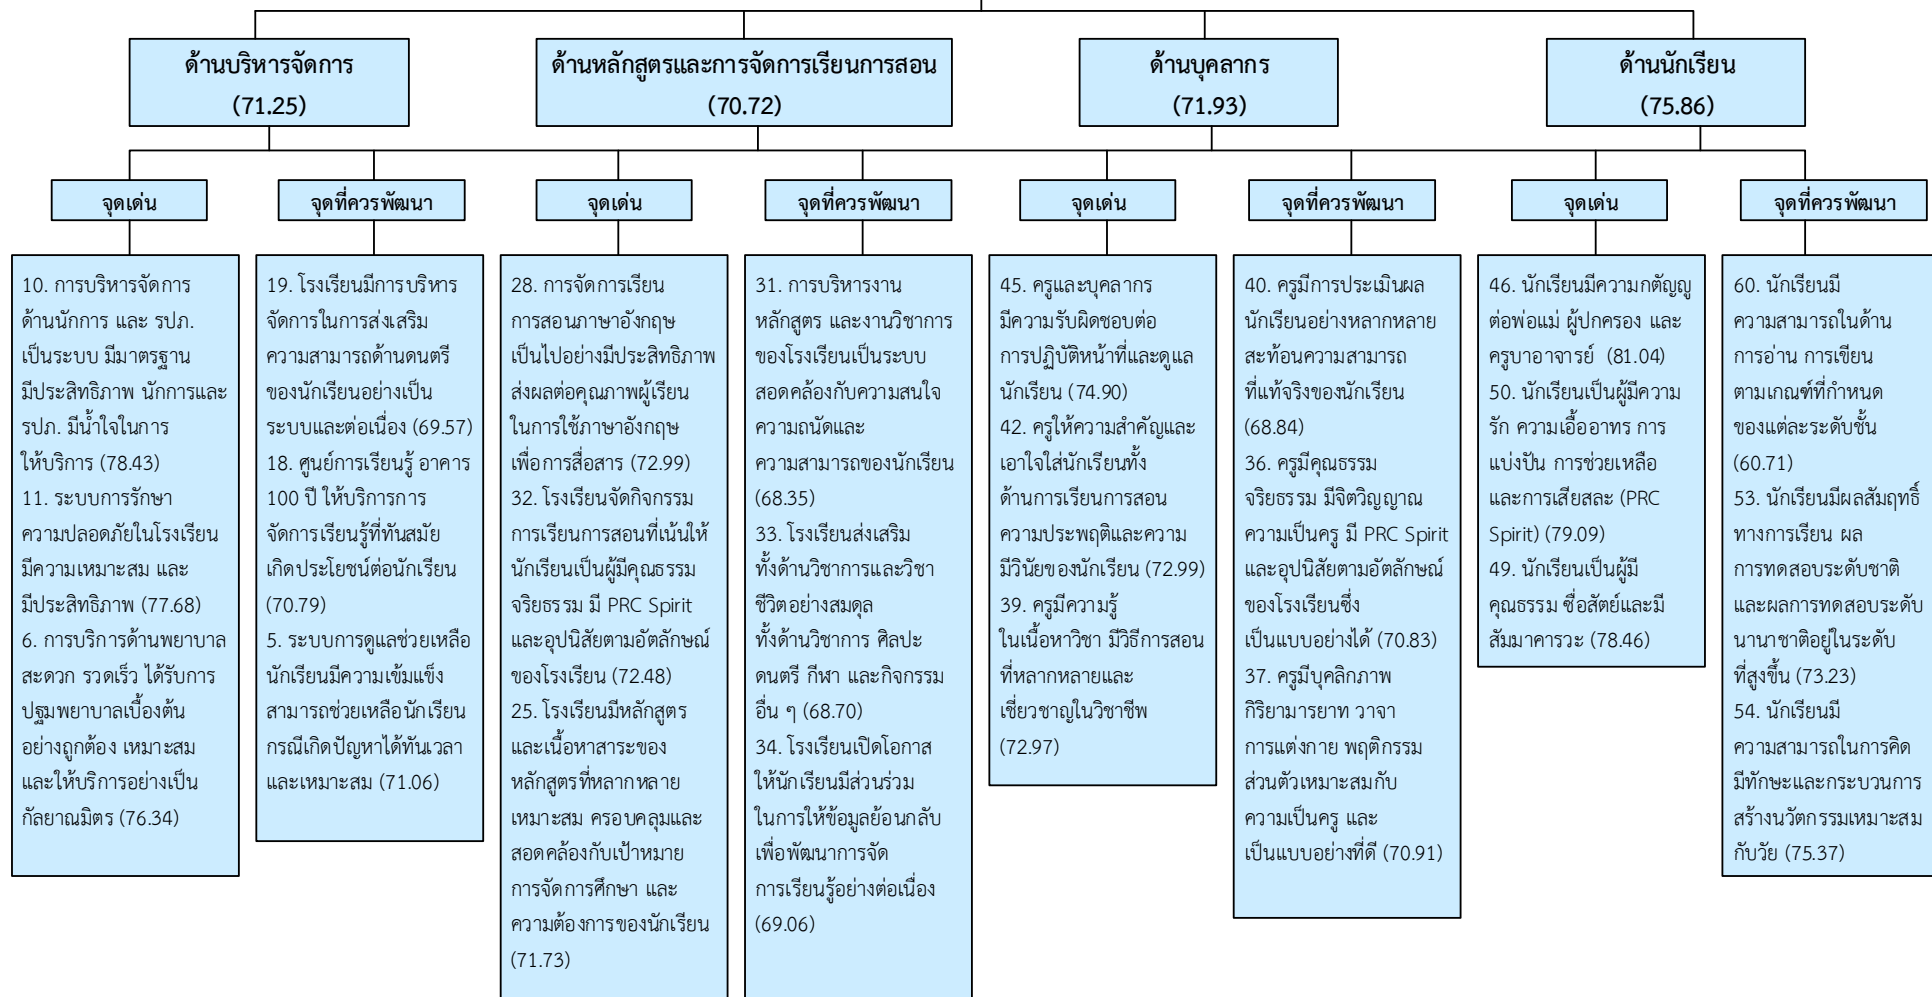 ด้านบริหารจัดการ
(71.25)
ด้านหลักสูตรและการจัดการเรียนการสอน
(70.72)
ด้านบุคลากร
(71.93)
ด้านนักเรียน
(75.86)
จุดเด่น
จุดที่ควรพัฒนา
จุดเด่น
จุดที่ควรพัฒนา
จุดเด่น
จุดที่ควรพัฒนา
จุดเด่น
จุดที่ควรพัฒนา
10. การบริหารจัดการ
ด้านนักการ และ รปภ.
เป็นระบบ มีมาตรฐาน
มีประสิทธิภาพ นักการและ
รปภ. มีน้ำใจในการ
ให้บริการ (78.43)
11. ระบบการรักษา
ความปลอดภัยในโรงเรียน
มีความเหมาะสม และ
มีประสิทธิภาพ (77.68)
6. การบริการด้านพยาบาล
สะดวก รวดเร็ว ได้รับการ
ปฐมพยาบาลเบื้องต้น
อย่างถูกต้อง เหมาะสม
และให้บริการอย่างเป็น
กัลยาณมิตร (76.34)
19. โรงเรียนมีการบริหาร
จัดการในการส่งเสริม
ความสามารถด้านดนตรี
ของนักเรียนอย่างเป็น
ระบบและต่อเนื่อง (69.57)
18. ศูนย์การเรียนรู้ อาคาร
100 ปี ให้บริการการ
จัดการเรียนรู้ที่ทันสมัย
เกิดประโยชน์ต่อนักเรียน
(70.79)
5. ระบบการดูแลช่วยเหลือ
นักเรียนมีความเข้มแข็ง
สามารถช่วยเหลือนักเรียน
กรณีเกิดปัญหาได้ทันเวลา
และเหมาะสม (71.06)
28. การจัดการเรียน
การสอนภาษาอังกฤษ
เป็นไปอย่างมีประสิทธิภาพ
ส่งผลต่อคุณภาพผู้เรียน
ในการใช้ภาษาอังกฤษ
เพื่อการสื่อสาร (72.99)
32. โรงเรียนจัดกิจกรรม
การเรียนการสอนที่เน้นให้
นักเรียนเป็นผู้มีคุณธรรม
จริยธรรม มี PRC Spirit
และอุปนิสัยตามอัตลักษณ์
ของโรงเรียน (72.48)
25. โรงเรียนมีหลักสูตร
และเนื้อหาสาระของ
หลักสูตรที่หลากหลาย
เหมาะสม ครอบคลุมและ
สอดคล้องกับเป้าหมาย
การจัดการศึกษา และ
ความต้องการของนักเรียน
(71.73)
31. การบริหารงาน
หลักสูตร และงานวิชาการ
ของโรงเรียนเป็นระบบ
สอดคล้องกับความสนใจ
ความถนัดและ
ความสามารถของนักเรียน
(68.35)
33. โรงเรียนส่งเสริม
ทั้งด้านวิชาการและวิชา
ชีวิตอย่างสมดุล
ทั้งด้านวิชาการ ศิลปะ
ดนตรี กีฬา และกิจกรรม
อื่น ๆ (68.70)
34. โรงเรียนเปิดโอกาส
ให้นักเรียนมีส่วนร่วม
ในการให้ข้อมูลย้อนกลับ
เพื่อพัฒนาการจัด
การเรียนรู้อย่างต่อเนื่อง
(69.06)
45. ครูและบุคลากร
มีความรับผิดชอบต่อ
การปฏิบัติหน้าที่และดูแล
นักเรียน (74.90)
42. ครูให้ความสำคัญและ
เอาใจใส่นักเรียนทั้ง
ด้านการเรียนการสอน
ความประพฤติและความ
มีวินัยของนักเรียน (72.99)
39. ครูมีความรู้
ในเนื้อหาวิชา มีวิธีการสอน
ที่หลากหลายและ
เชี่ยวชาญในวิชาชีพ
(72.97)
40. ครูมีการประเมินผล
นักเรียนอย่างหลากหลาย
สะท้อนความสามารถ
ที่แท้จริงของนักเรียน
(68.84)
36. ครูมีคุณธรรม
จริยธรรม มีจิตวิญญาณ
ความเป็นครู มี PRC Spirit
และอุปนิสัยตามอัตลักษณ์
ของโรงเรียนซึ่ง
เป็นแบบอย่างได้ (70.83)
37. ครูมีบุคลิกภาพ
กิริยามารยาท วาจา
การแต่งกาย พฤติกรรม
ส่วนตัวเหมาะสมกับ
ความเป็นครู และ
เป็นแบบอย่างที่ดี (70.91)
46. นักเรียนมีความกตัญญู
ต่อพ่อแม่ ผู้ปกครอง และ
ครูบาอาจารย์ (81.04)
50. นักเรียนเป็นผู้มีความ
รัก ความเอื้ออาทร การ
แบ่งปัน การช่วยเหลือ
และการเสียสละ (PRC
Spirit) (79.09)
49. นักเรียนเป็นผู้มี
คุณธรรม ซื่อสัตย์และมี
สัมมาคารวะ (78.46)
60. นักเรียนมี
ความสามารถในด้าน
การอ่าน การเขียน
ตามเกณฑ์ที่กำหนด
ของแต่ละระดับชั้น
(60.71)
53. นักเรียนมีผลสัมฤทธิ์
ทางการเรียน ผล
การทดสอบระดับชาติ
และผลการทดสอบระดับ
นานาชาติอยู่ในระดับ
ที่สูงขึ้น (73.23)
54. นักเรียนมี
ความสามารถในการคิด
มีทักษะและกระบวนการ
สร้างนวัตกรรมเหมาะสม
กับวัย (75.37)